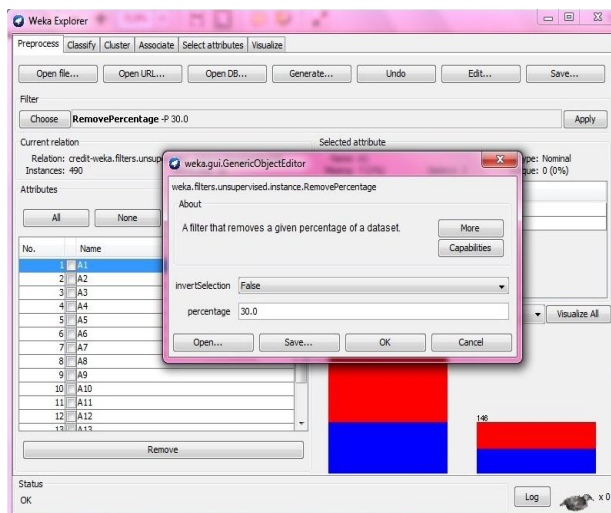 Weka Explorer
Preprocess Classify Cluster Associate Select attributes Visualize
Open file... Open URL... Open DB... Generate... Undo Edit... Save...
Filter
Choose RemovePercentage -P 30.0 Apply
Current relation Selected attribute
Relation: credit-weka.filters.unsup ype: Nominal
Instances: 490 que: 0 (0%)
Attributes
All None
No. Name
1 A1
2 A2
3 A3
4 A4
5 A5
6 A6
7 A7
8 A8
9 A9
10 A10
11 A11
12 A12
13 A13
Remove
weka.gui.GenericObjectEditor
weka.filters.unsupervised.instance.RemovePercentage
About
A filter that removes a given percentage of a dataset. More
Capabilities
invertSelection False
percentage 30.0
Open... Save... OK Cancel
Visualize All
146
Status
OK Log x 0